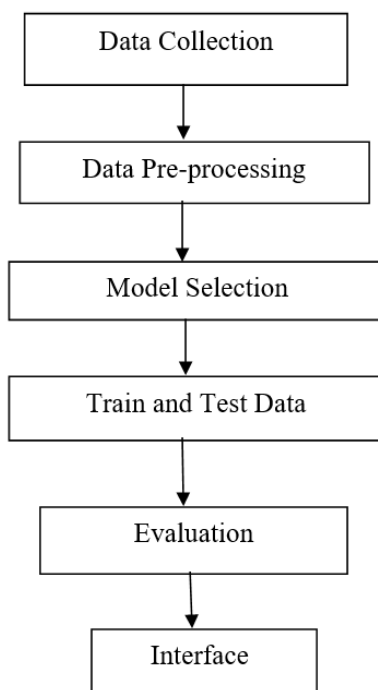 Data Collection
Data Pre-processing
Model Selection
Train and Test Data
Evaluation
Interface